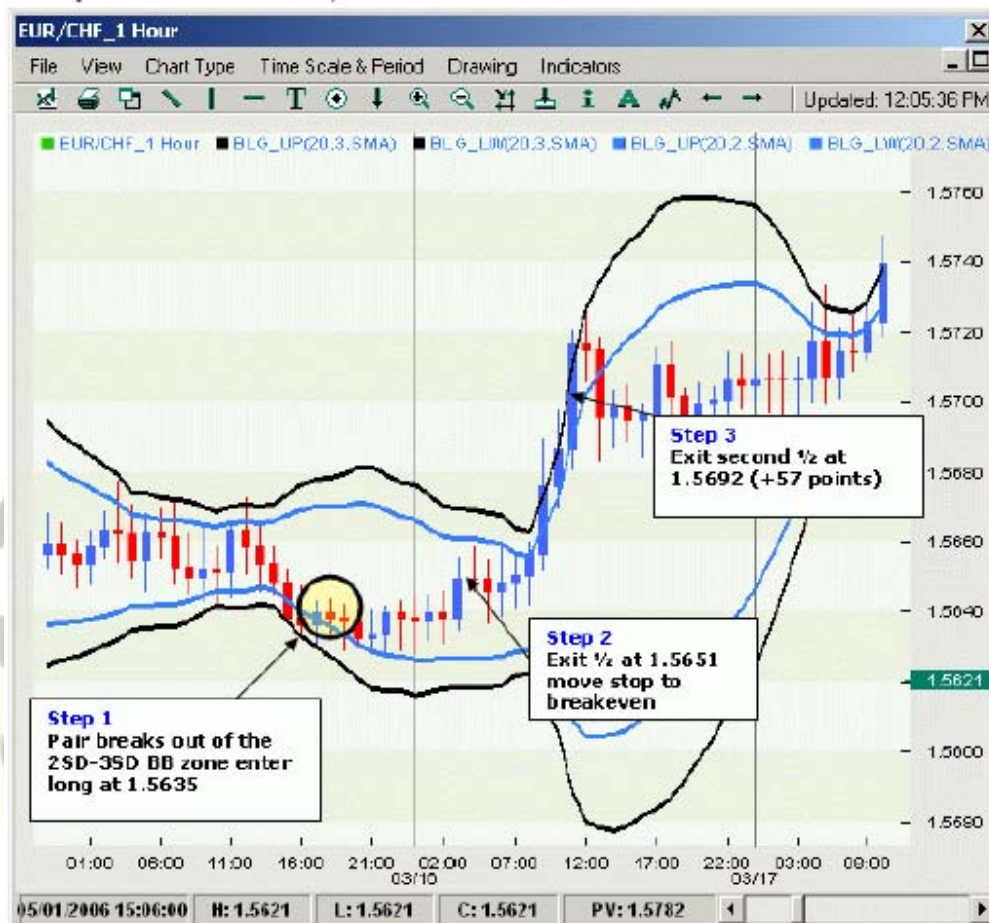 EUR/CHF_1 Hour
File View Chart Type Time Scale & Period Drawing Indicators
Updated: 12:05:36 PM
EUR/CHF_1 Hour BLG_UP(20.3.SMA) BLG_LW(20.3.SMA) BLG_UP(20.2.SMA) BLG_LW(20.2.SMA)
1.5760
1.5740
1.5720
1.5700
Step 3
Exit second ½ at
1.5692 (+57 points)
1.5680
1.5660
1.5640
Step 2
Exit ½ at 1.5651
move stop to
breakeven
1.5621
Step 1
Pair breaks out of the
2SD-3SD BB zone enter
long at 1.5635
1.5600
1.5580
01:00 06:00 11:00 16:00 21:00 02:00 07:00 12:00 17:00 22:00 03:00 08:00
03/17
05/01/2006 15:06:00 H: 1.5621 L: 1.5621 C: 1.5621 PV: 1.5782